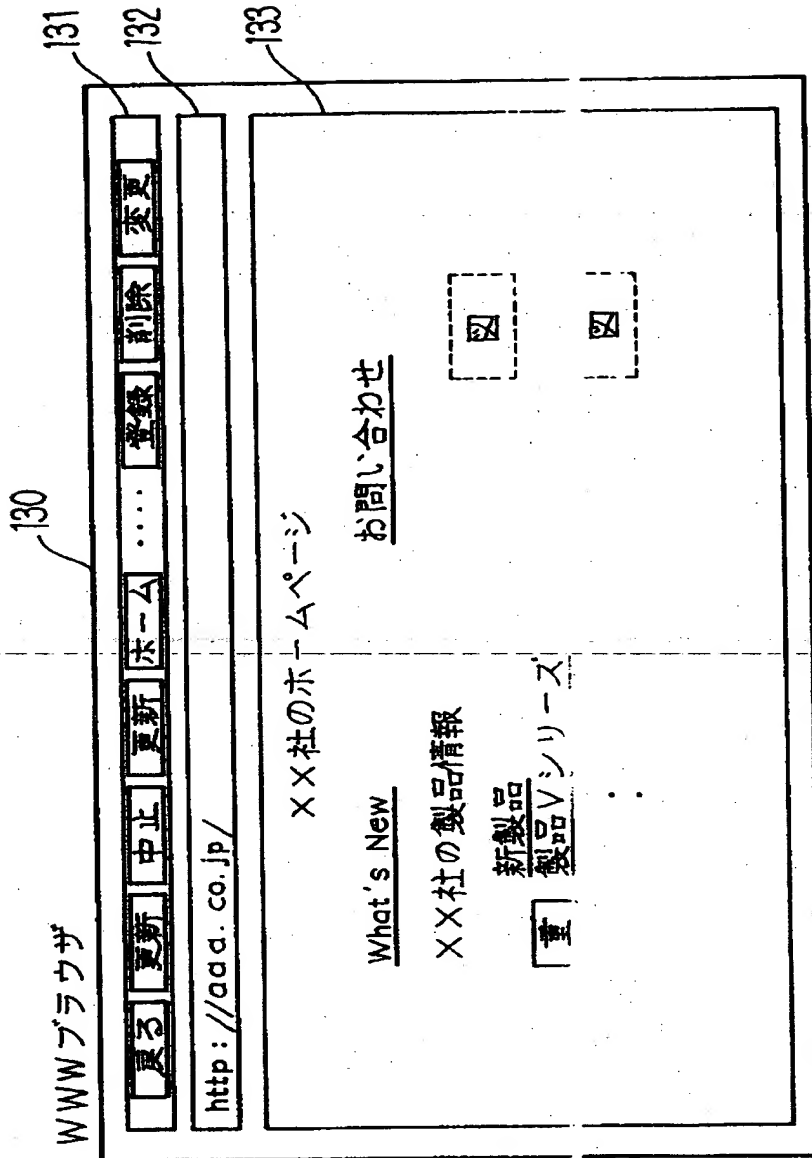 130
WWWブラウザ
戻る 更新 中止 更新 ホーム ・・・・ 登録 削除 変更
131
http://aaa.co.jp/
132
133
××社のホームページ
What's New お問い合わせ
××社の製品情報
図
新製品
重 製品Vシリーズ
図